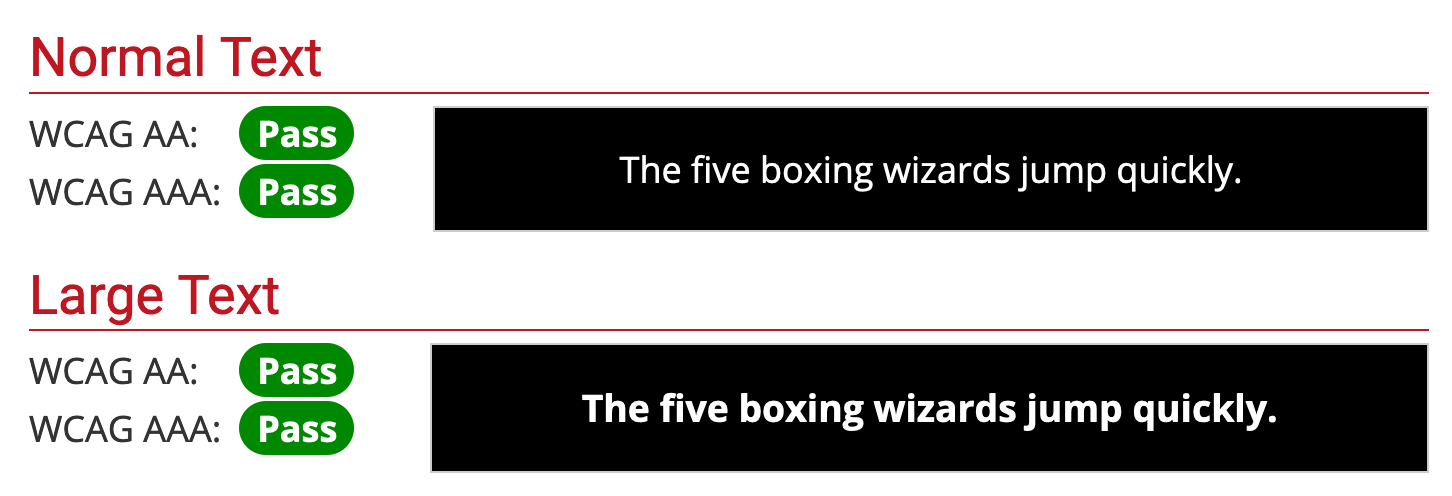 Normal Text
WCAG AA: Pass
WCAG AAA: Pass
The five boxing wizards jump quickly.
Large Text
WCAG AA: Pass
WCAG AAA: Pass
The five boxing wizards jump quickly.